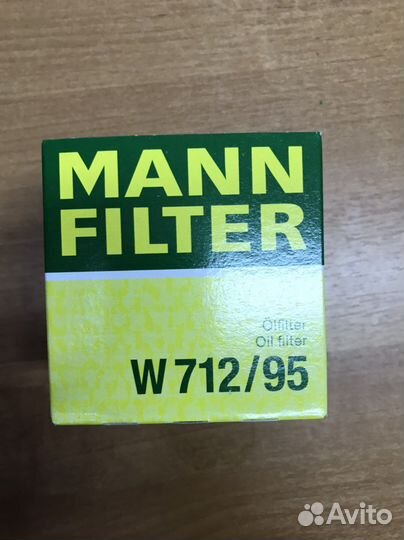 MANN
FILTER
Ölfilter
Oil filter
W 712/95
Avito